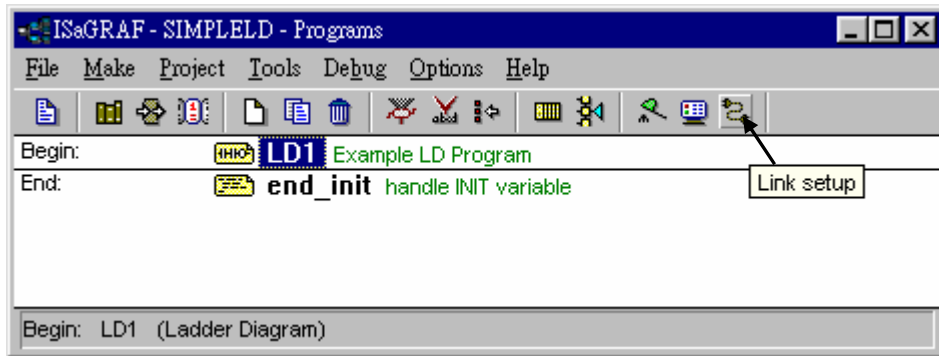 ISaGRAF - SIMPLELD - Programs
File Make Project Tools Debug Options Help
Begin: LD1 Example LD Program
End: end_init handle INIT variable
Link setup
Begin: LD1 (Ladder Diagram)